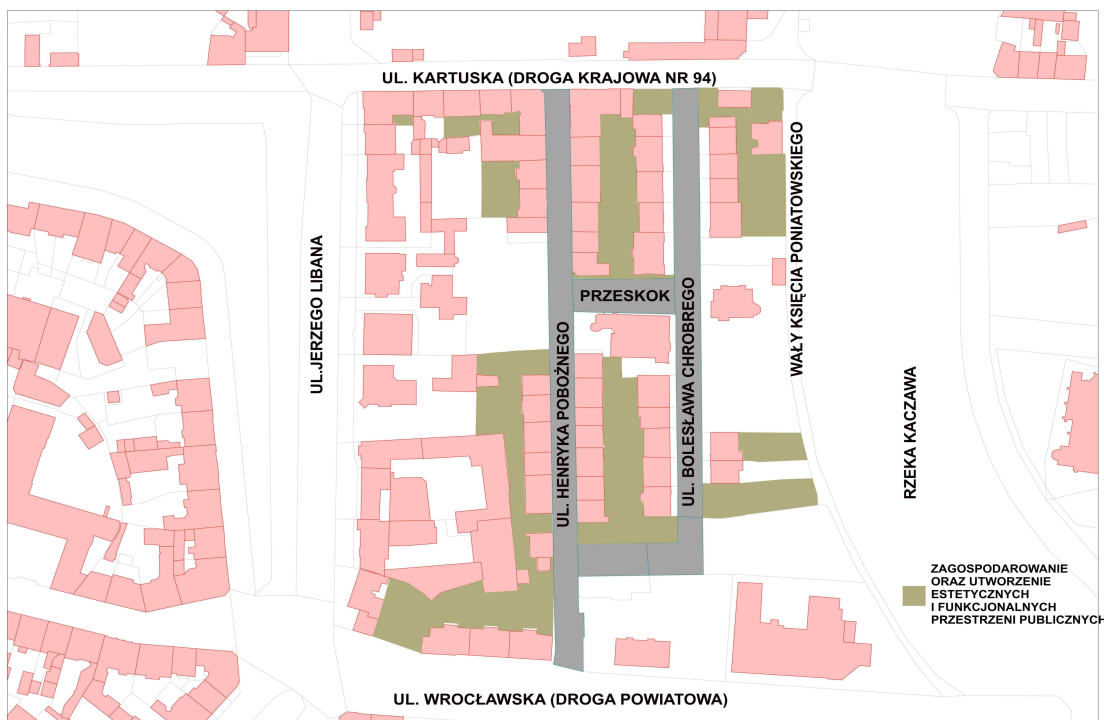 UL. KARTUSKA (DROGA KRAJOWA NR 94)
UL.JERZEGO LIBANA
UL. HENRYKA POBOŻNEGO
PRZESKOK
UL. BOLESŁAWA CHROBREGO
WAŁY KSIĘCIA PONIATOWSKIEGO
RZEKA KACZAWA
ZAGOSPODAROWANIE
ORAZ UTWORZENIE
ESTETYCZNYCH
I FUNKCJONALNYCH
PRZESTRZENI PUBLICZNYCH
UL. WROCŁAWSKA (DROGA POWIATOWA)